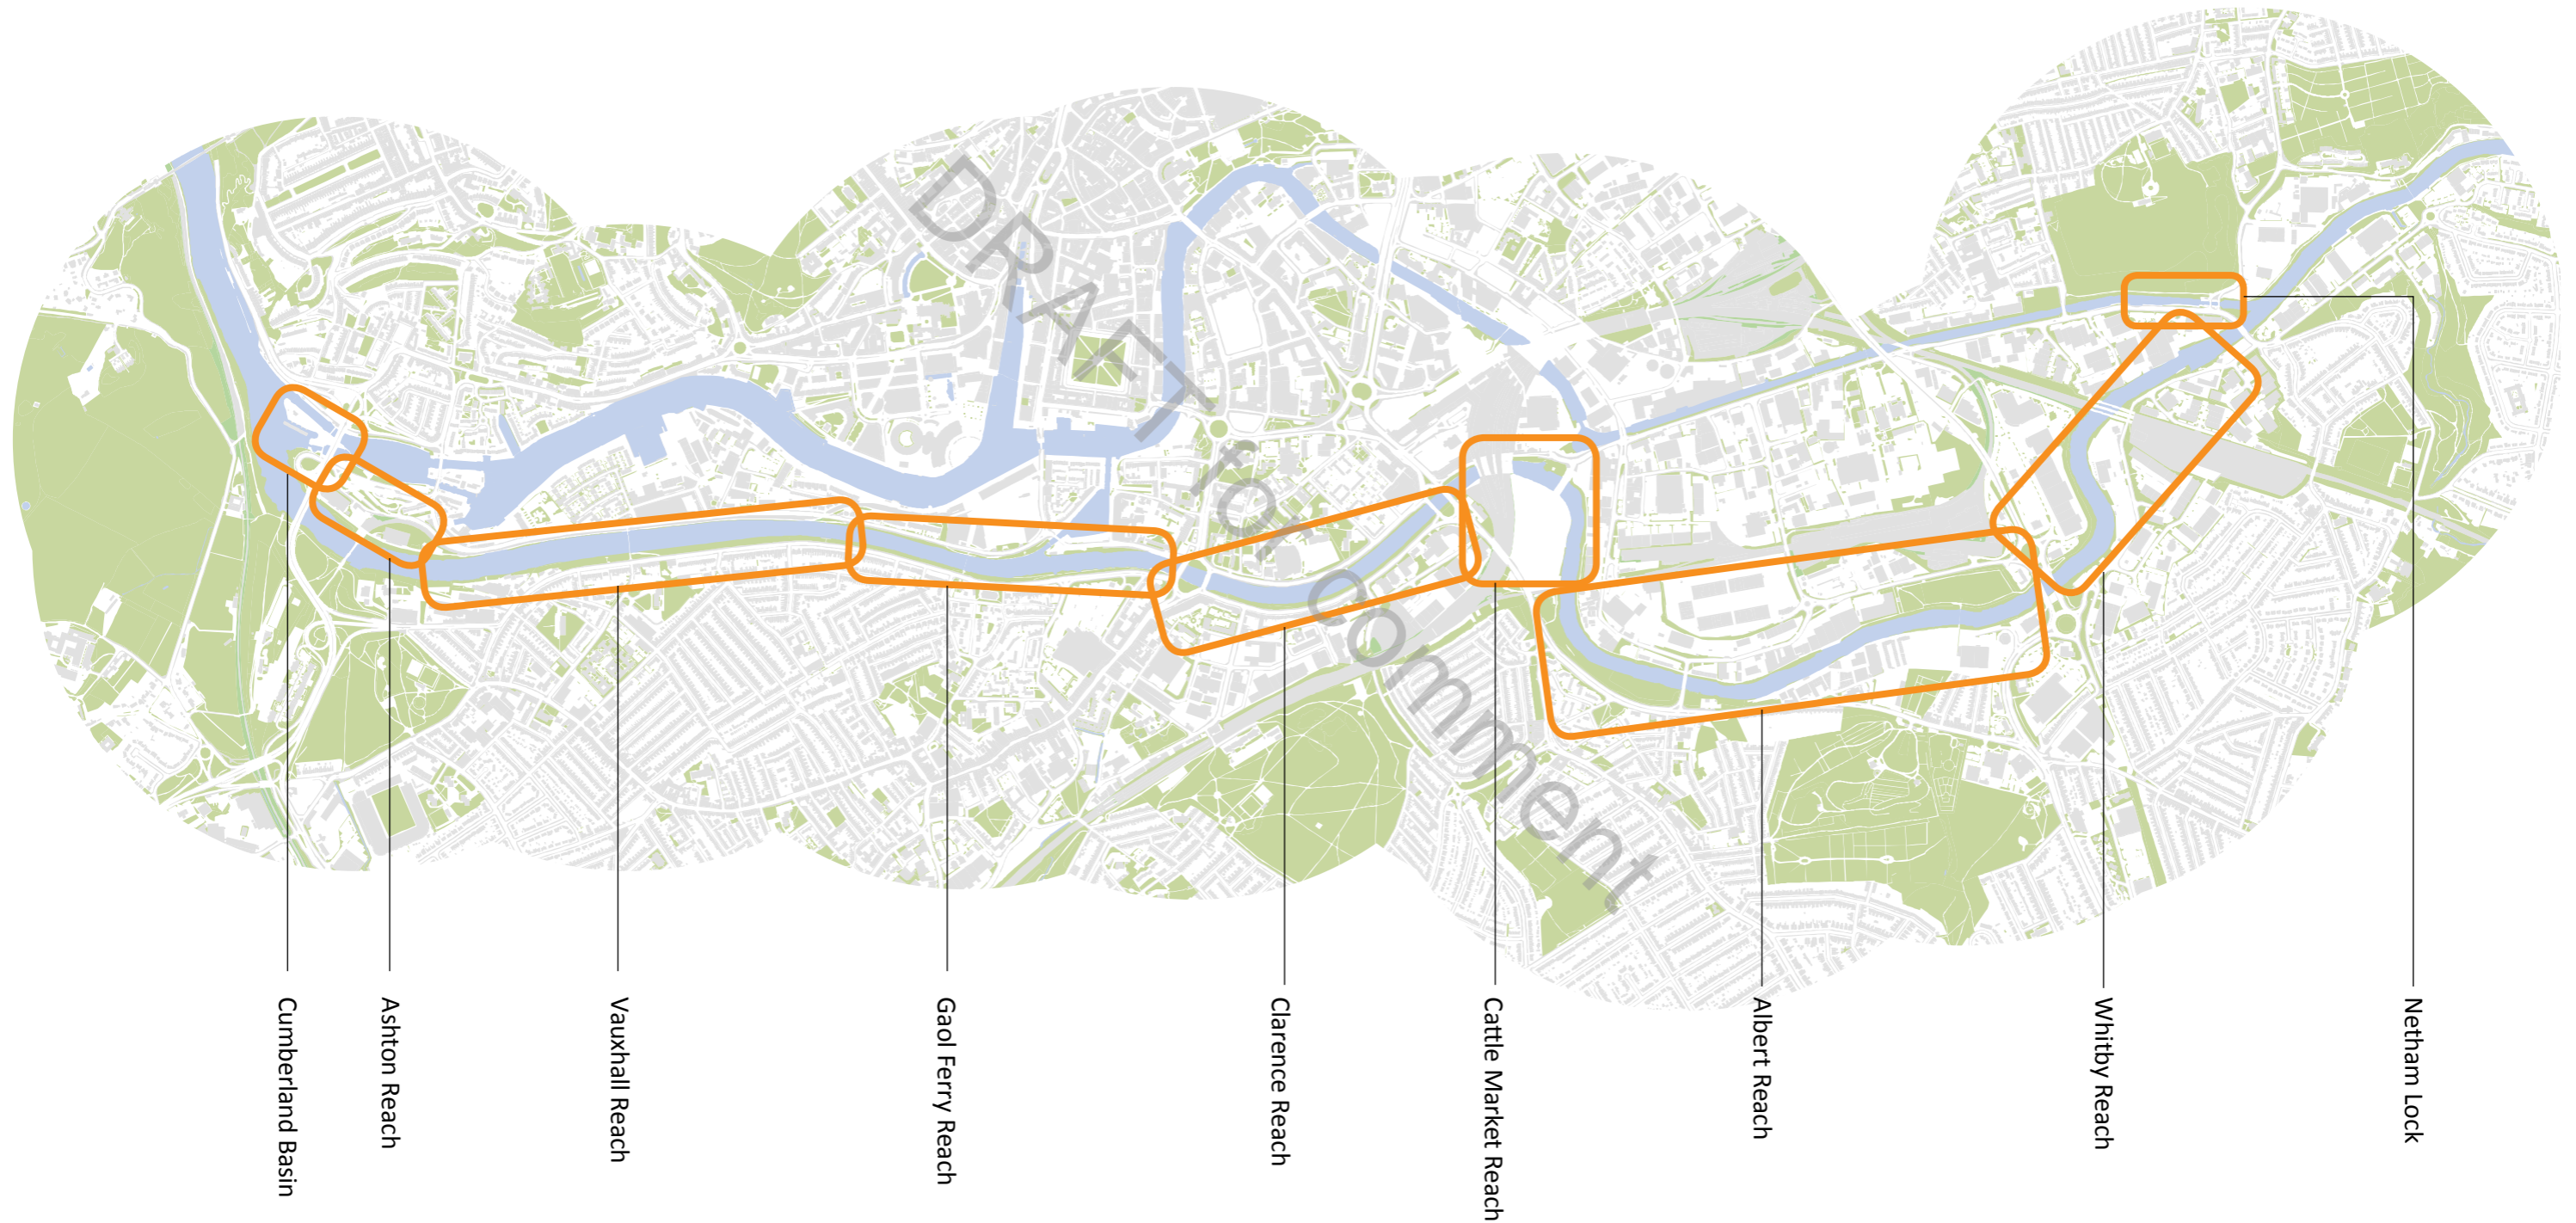 DRAFT for comment
Cumberland Basin
Ashton Reach
Vauxhall Reach
Gaol Ferry Reach
Clarence Reach
Cattle Market Reach
Albert Reach
Whitby Reach
Netham Lock